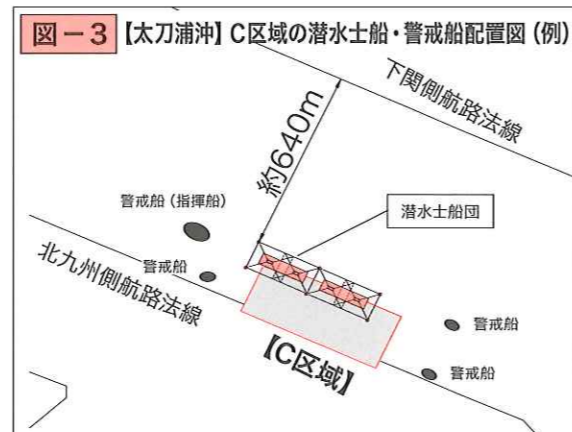 図－3 【太刀浦沖】C区域の潜水士船・警戒船配置図（例）
下関側航路法線
約640m
警戒船（指揮船）
潜水士船団
警戒船
北九州側航路法線
警戒船
【C区域】
警戒船